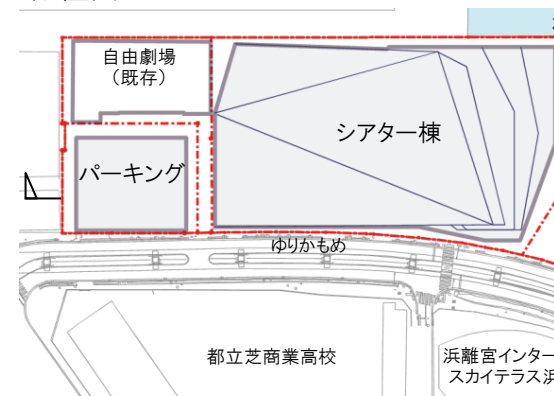 自由劇場
（既存）
シアター棟
パーキング
ゆりかもめ
都立芝商業高校
浜離宮インター
スカイテラス浜